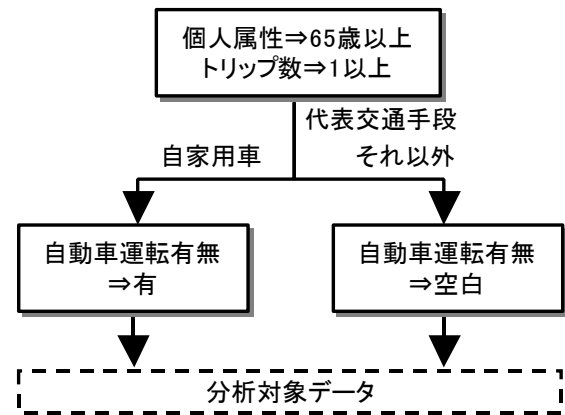 個人属性⇒65歳以上
トリップ数⇒1以上
代表交通手段
自家用車
それ以外
自動車運転有無
⇒有
自動車運転有無
⇒空白
分析対象データ